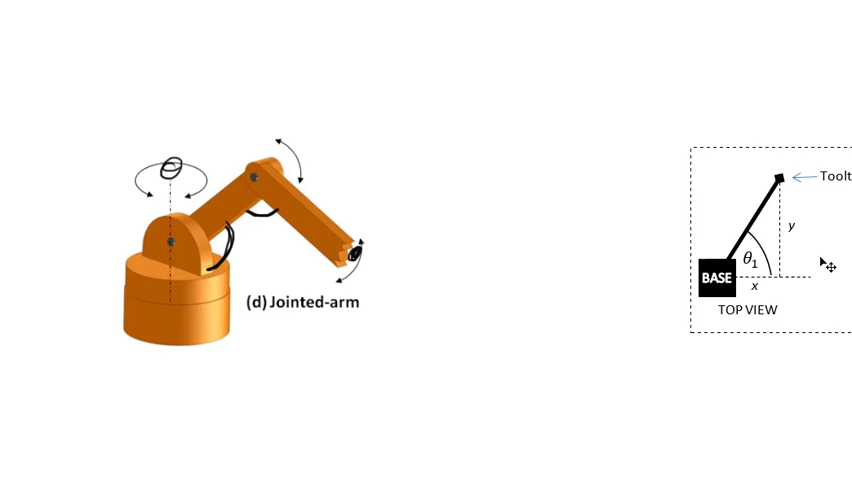 (d) Jointed-arm
Toolt
y
θ1
BASE
x
TOP VIEW